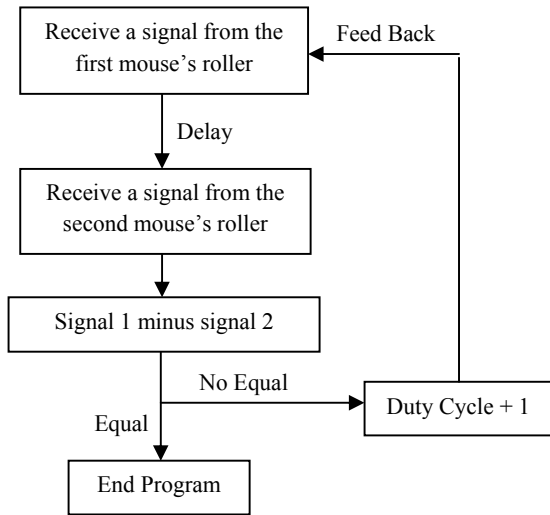 Receive a signal from the
first mouse’s roller
Feed Back
Delay
Receive a signal from the
second mouse’s roller
Signal 1 minus signal 2
No Equal
Duty Cycle + 1
Equal
End Program